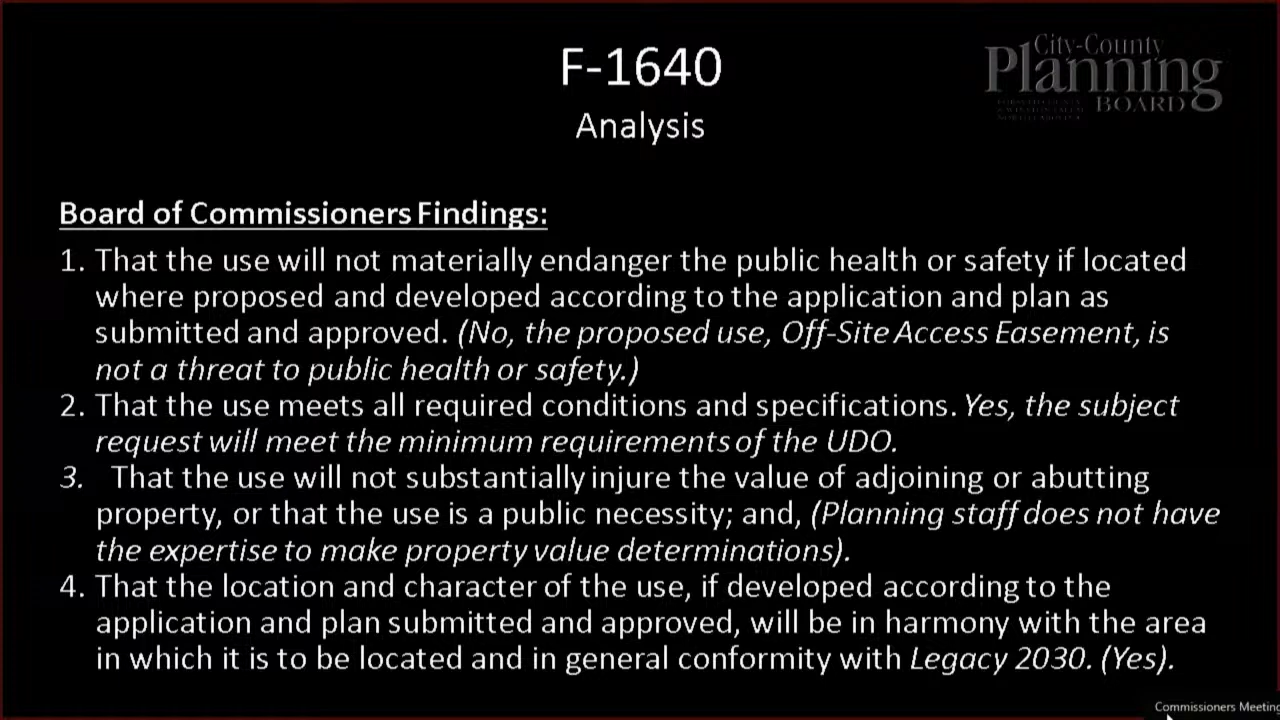 F-1640
City-County
Planning
BOARD
Analysis
Board of Commissioners Findings:
1. That the use will not materially endanger the public health or safety if located
where proposed and developed according to the application and plan as
submitted and approved. (No, the proposed use, Off-Site Access Easement, is
not a threat to public health or safety.)
2. That the use meets all required conditions and specifications. Yes, the subject
request will meet the minimum requirements of the UDO.
3. That the use will not substantially injure the value of adjoining or abutting
property, or that the use is a public necessity; and, (Planning staff does not have
the expertise to make property value determinations).
4. That the location and character of the use, if developed according to the
application and plan submitted and approved, will be in harmony with the area
in which it is to be located and in general conformity with Legacy 2030. (Yes).
Commissioners Meeting